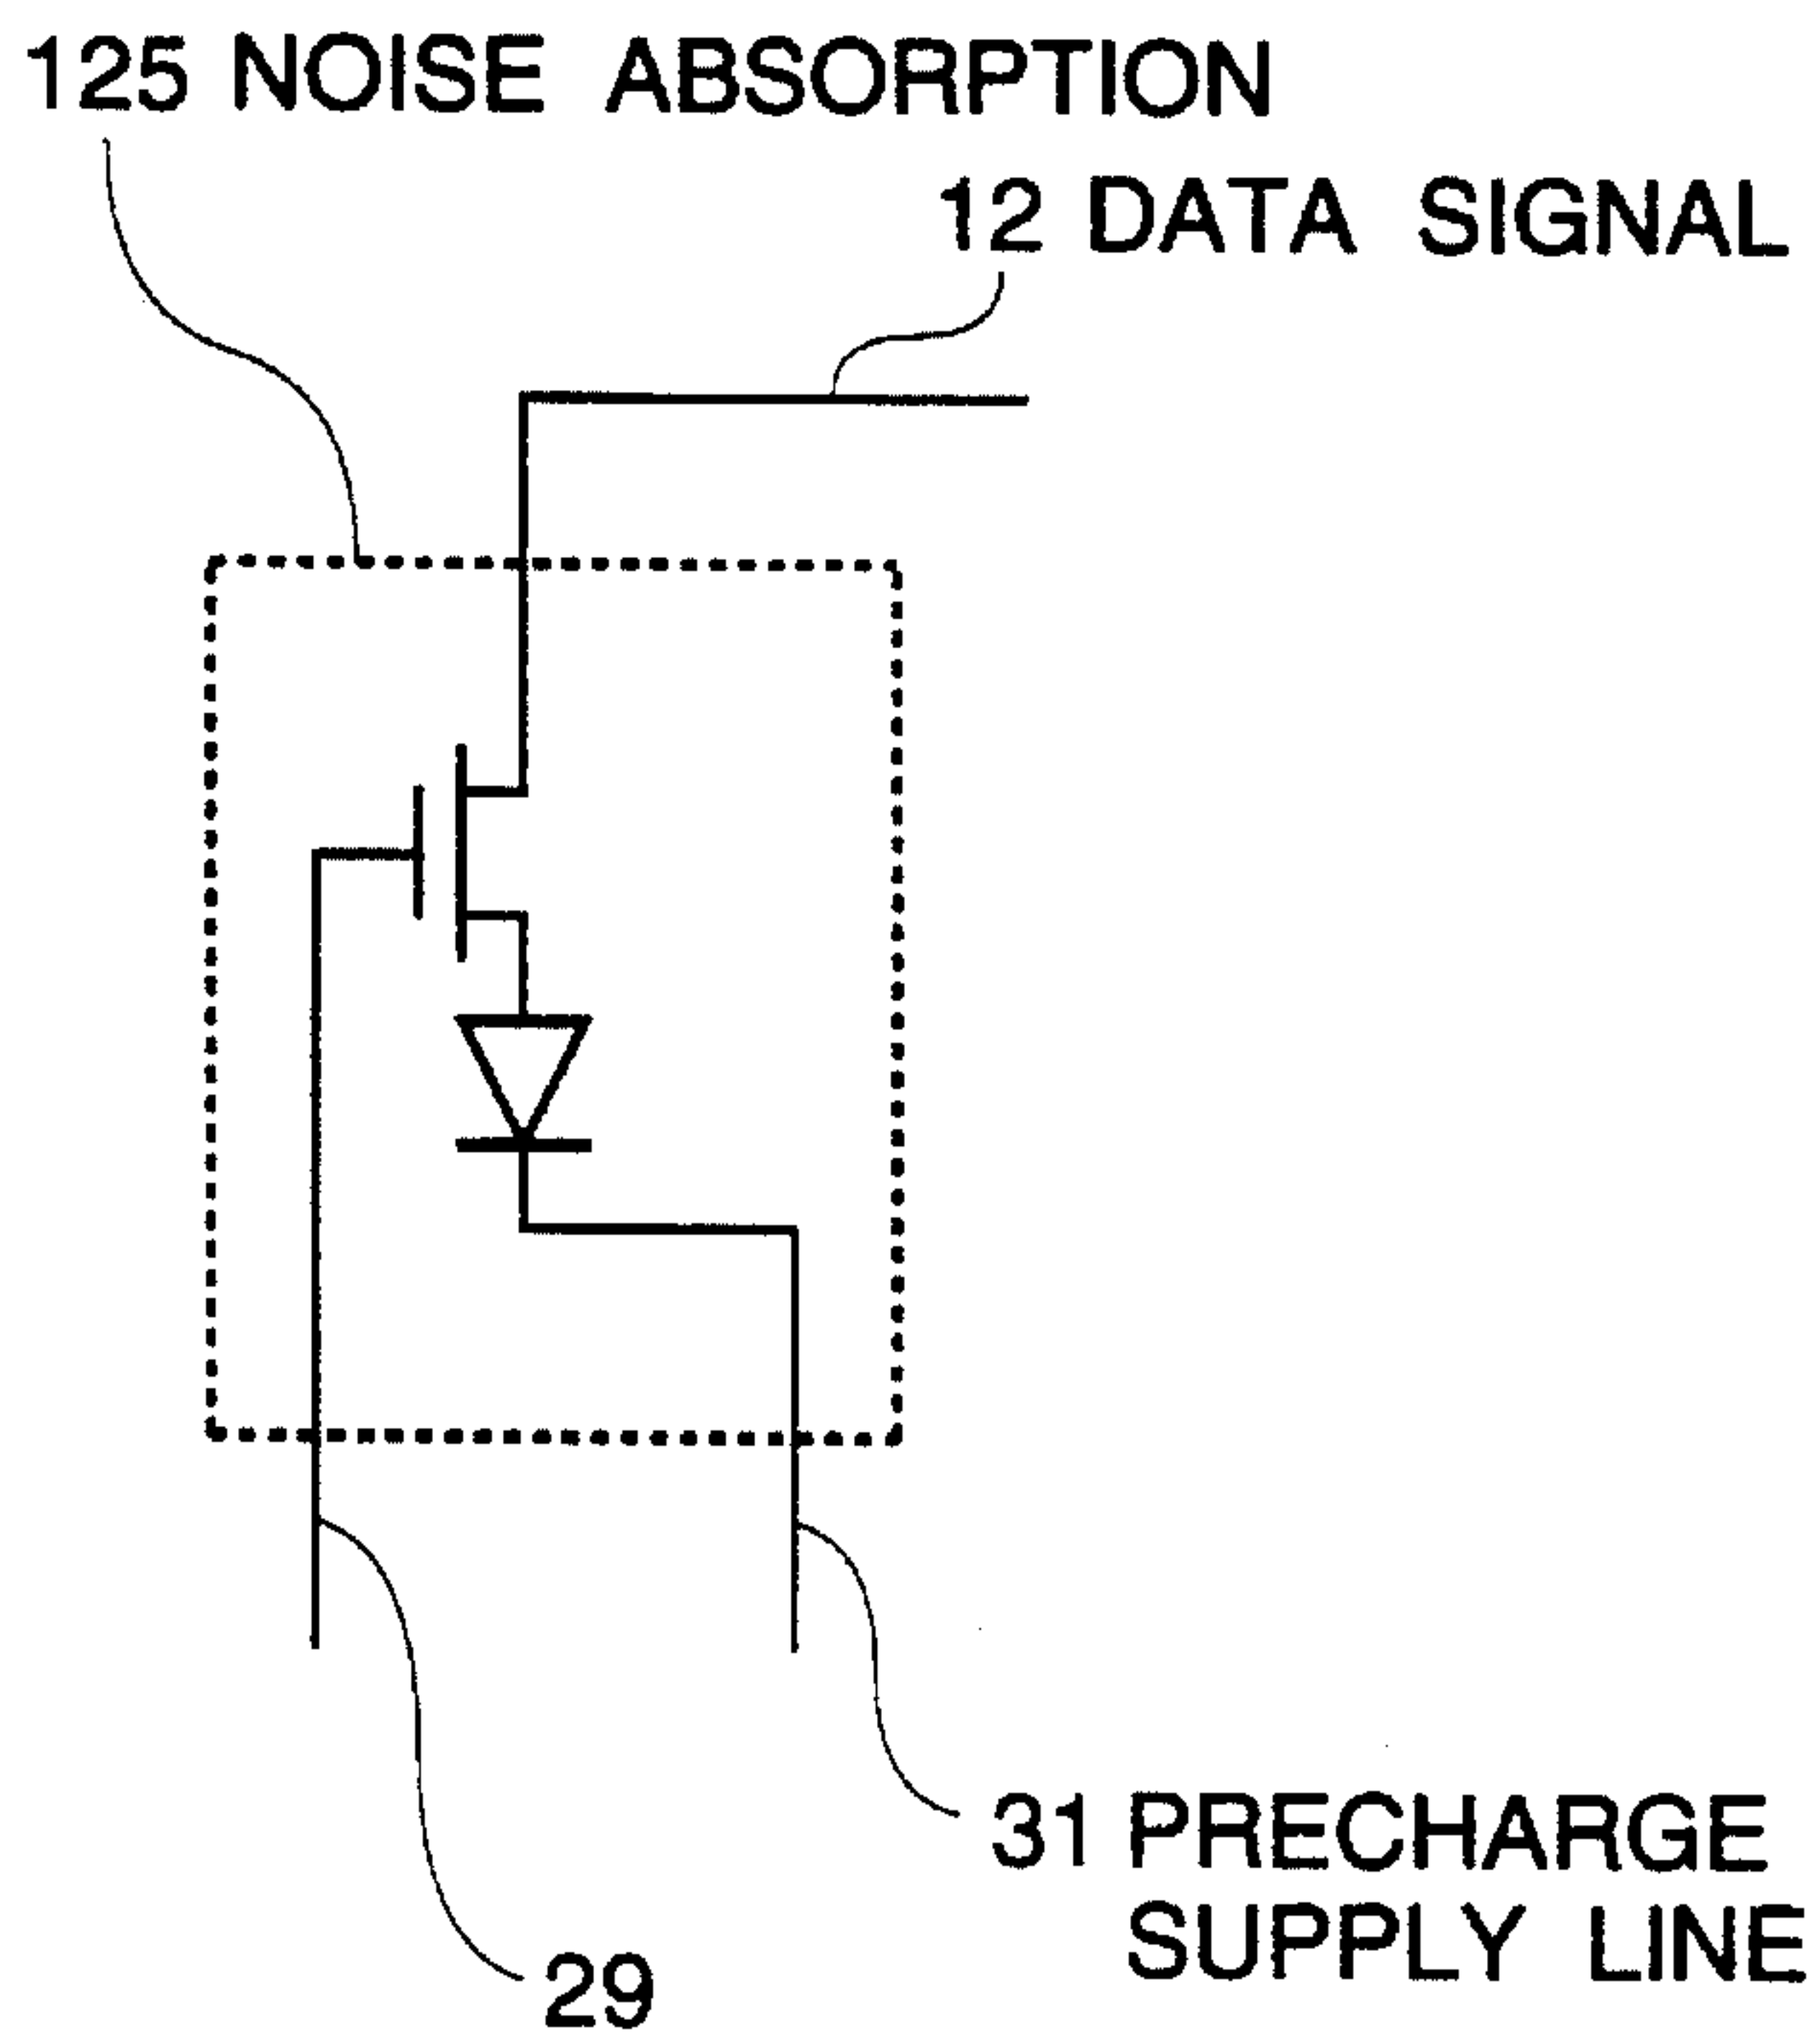 125 NOISE ABSORPTION
12 DATA SIGNAL
31 PRECHARGE
SUPPLY LINE
29